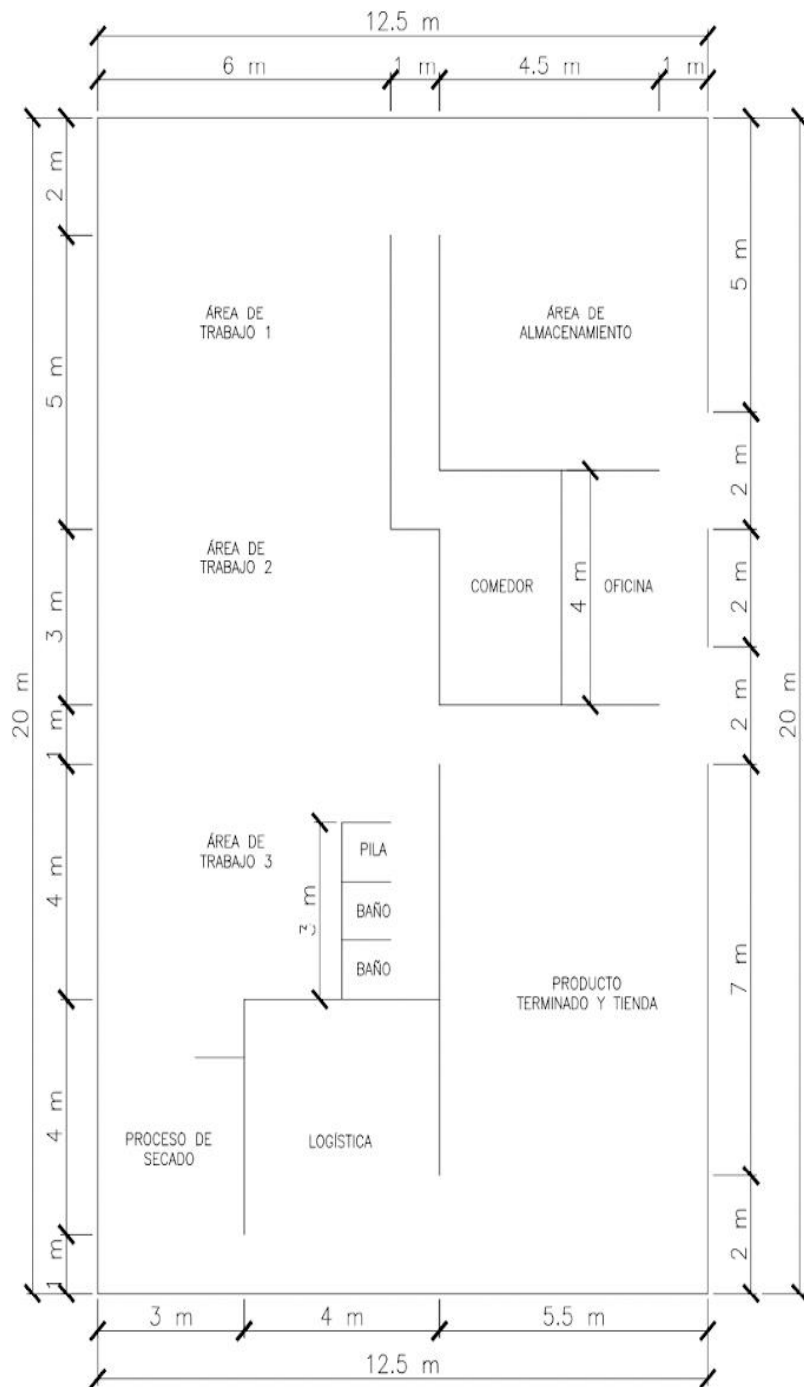 12.5 m
6 m
1 m
4.5 m
1 m
2 m
5 m
ÁREA DE
TRABAJO 1
ÁREA DE
ALMACENAMIENTO
5 m
2 m
ÁREA DE
TRABAJO 2
COMEDOR
4 m
OFICINA
2 m
3 m
2 m
20 m
20 m
1 m
ÁREA DE
TRABAJO 3
PILA
4 m
3 m
BAÑO
BAÑO
7 m
PRODUCTO
TERMINADO Y TIENDA
4 m
PROCESO DE
SECADO
LOGÍSTICA
1 m
2 m
3 m
4 m
5.5 m
12.5 m